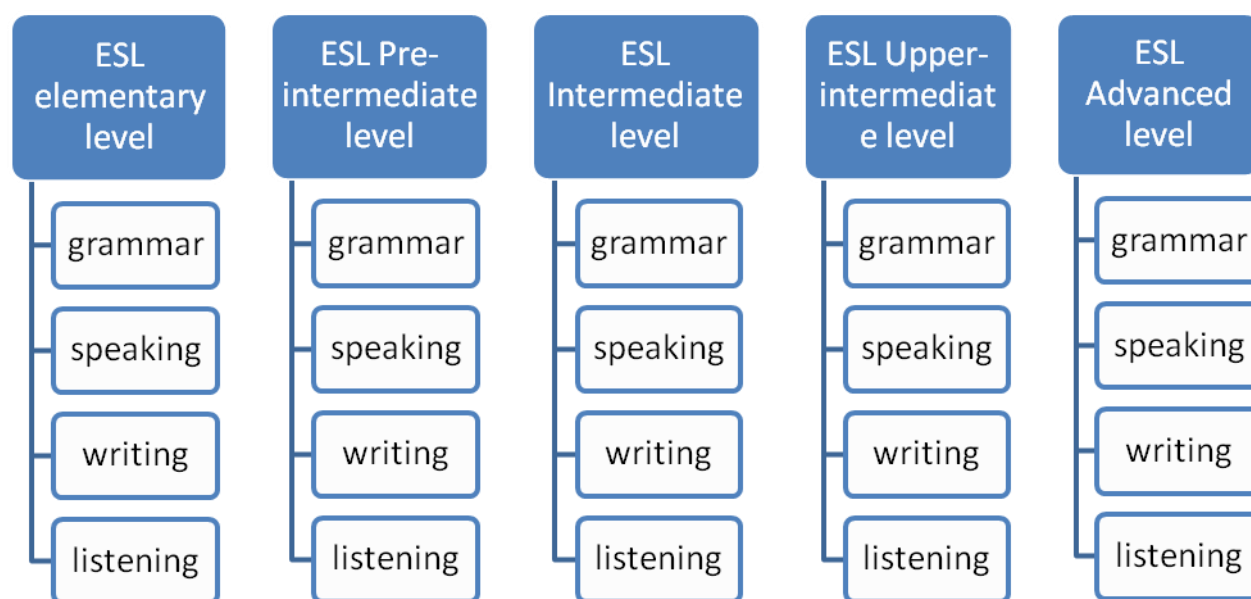 ESL
elementary
level
grammar
speaking
writing
listening
ESL Pre-
intermediate
level
grammar
speaking
writing
listening
ESL
Intermediate
level
grammar
speaking
writing
listening
ESL Upper-
intermediat
e level
grammar
speaking
writing
listening
ESL
Advanced
level
grammar
speaking
writing
listening